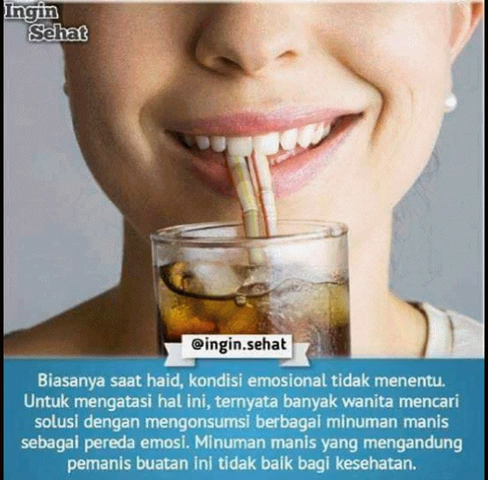 Ingin
Sehat
@ingin.sehat
Biasanya saat haid, kondisi emosional tidak menentu.
Untuk mengatasi hal ini, ternyata banyak wanita mencari
solusi dengan mengonsumsi berbagai minuman manis
sebagai pereda emosi. Minuman manis yang mengandung
pemanis buatan ini tidak baik bagi kesehatan.